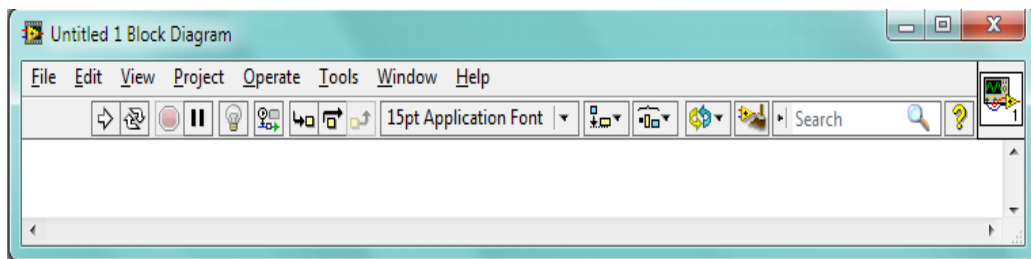 Untitled 1 Block Diagram
File Edit View Project Operate Tools Window Help
15pt Application Font Search ? 1